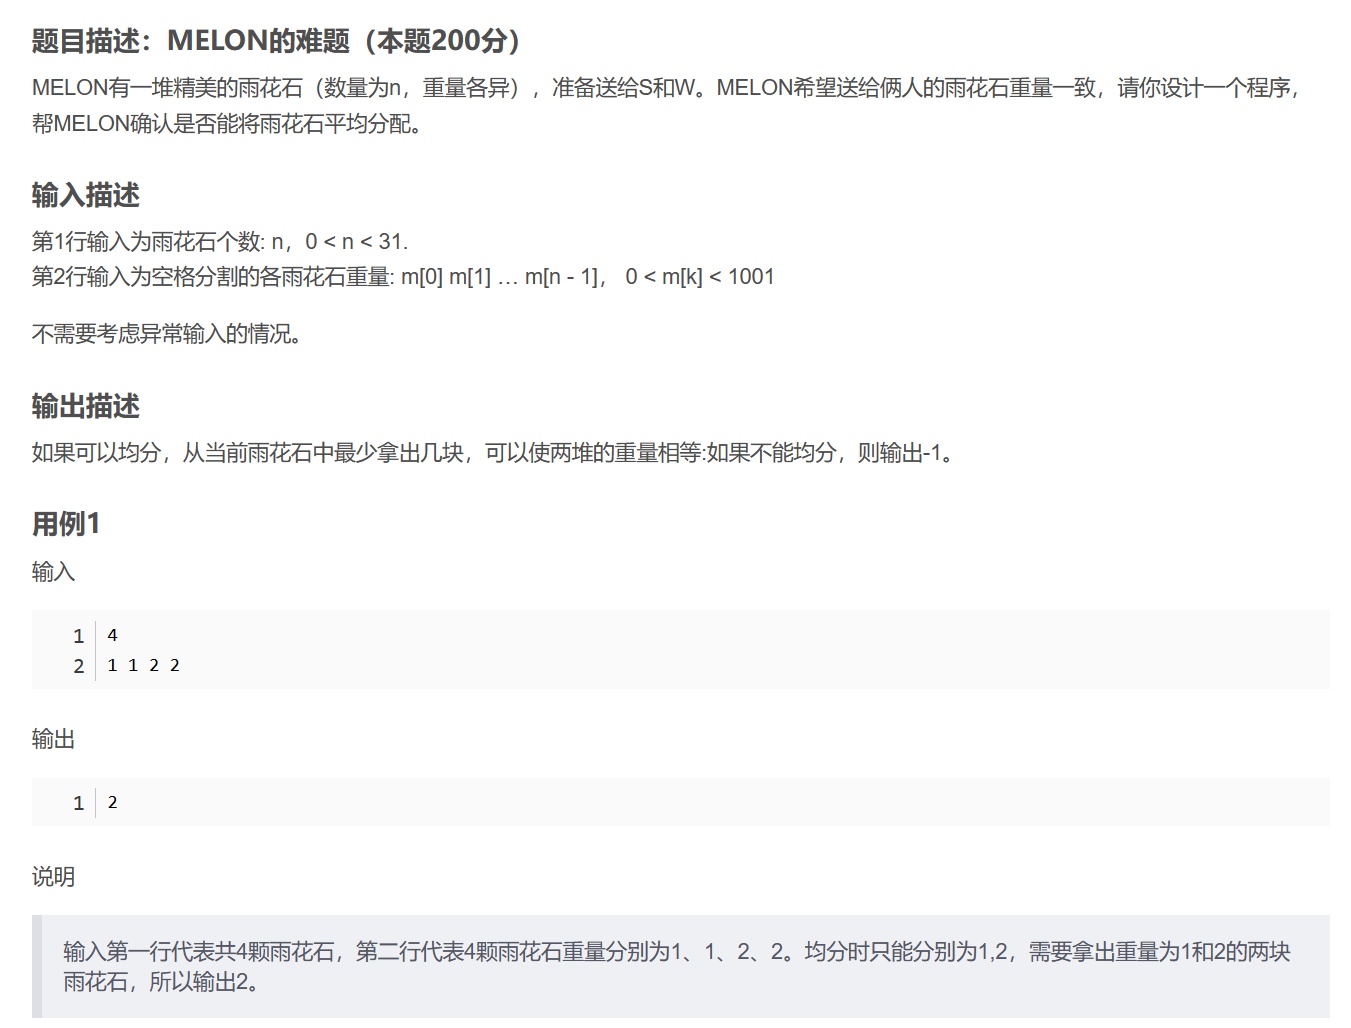 题目描述：MELON的难题（本题200分）
MELON有一堆精美的雨花石（数量为n，重量各异），准备送给S和W。MELON希望送给俩人的雨花石重量一致，请你设计一个程序，
帮MELON确认是否能将雨花石平均分配。
输入描述
第1行输入为雨花石个数: n，0 < n < 31.
第2行输入为空格分割的各雨花石重量: m[0] m[1] … m[n - 1]， 0 < m[k] < 1001
不需要考虑异常输入的情况。
输出描述
如果可以均分，从当前雨花石中最少拿出几块，可以使两堆的重量相等:如果不能均分，则输出-1。
用例1
输入
1 4
2 1 1 2 2
输出
1 2
说明
输入第一行代表共4颗雨花石，第二行代表4颗雨花石重量分别为1、1、2、2。均分时只能分别为1,2，需要拿出重量为1和2的两块
雨花石，所以输出2。